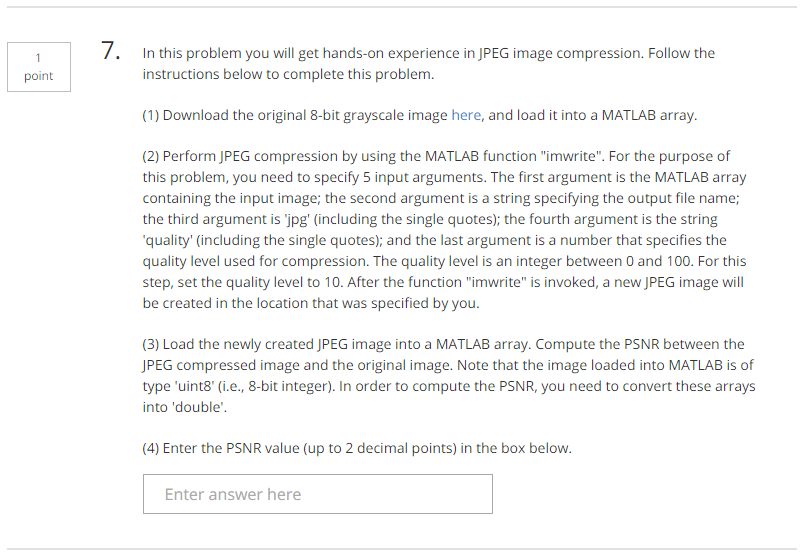 1
point
7.
In this problem you will get hands-on experience in JPEG image compression. Follow the
instructions below to complete this problem.
(1) Download the original 8-bit grayscale image here, and load it into a MATLAB array.
(2) Perform JPEG compression by using the MATLAB function "imwrite". For the purpose of
this problem, you need to specify 5 input arguments. The first argument is the MATLAB array
containing the input image; the second argument is a string specifying the output file name;
the third argument is 'jpg' (including the single quotes); the fourth argument is the string
'quality' (including the single quotes); and the last argument is a number that specifies the
quality level used for compression. The quality level is an integer between 0 and 100. For this
step, set the quality level to 10. After the function "imwrite" is invoked, a new JPEG image will
be created in the location that was specified by you.
(3) Load the newly created JPEG image into a MATLAB array. Compute the PSNR between the
JPEG compressed image and the original image. Note that the image loaded into MATLAB is of
type 'uint8' (i.e., 8-bit integer). In order to compute the PSNR, you need to convert these arrays
into 'double'.
(4) Enter the PSNR value (up to 2 decimal points) in the box below.
Enter answer here